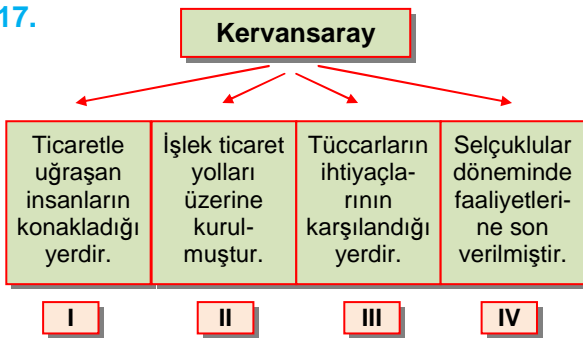 17.
Kervansaray
Ticaretle
uğraşan
insanların
konakladığı
yerdir.
İşlek ticaret
yolları
üzerine
kurul-
muştur.
Tüccarların
ihtiyaçla-
rının
karşılandığı
yerdir.
Selçuklular
döneminde
faaliyetleri-
ne son
verilmiştir.
I
II
III
IV